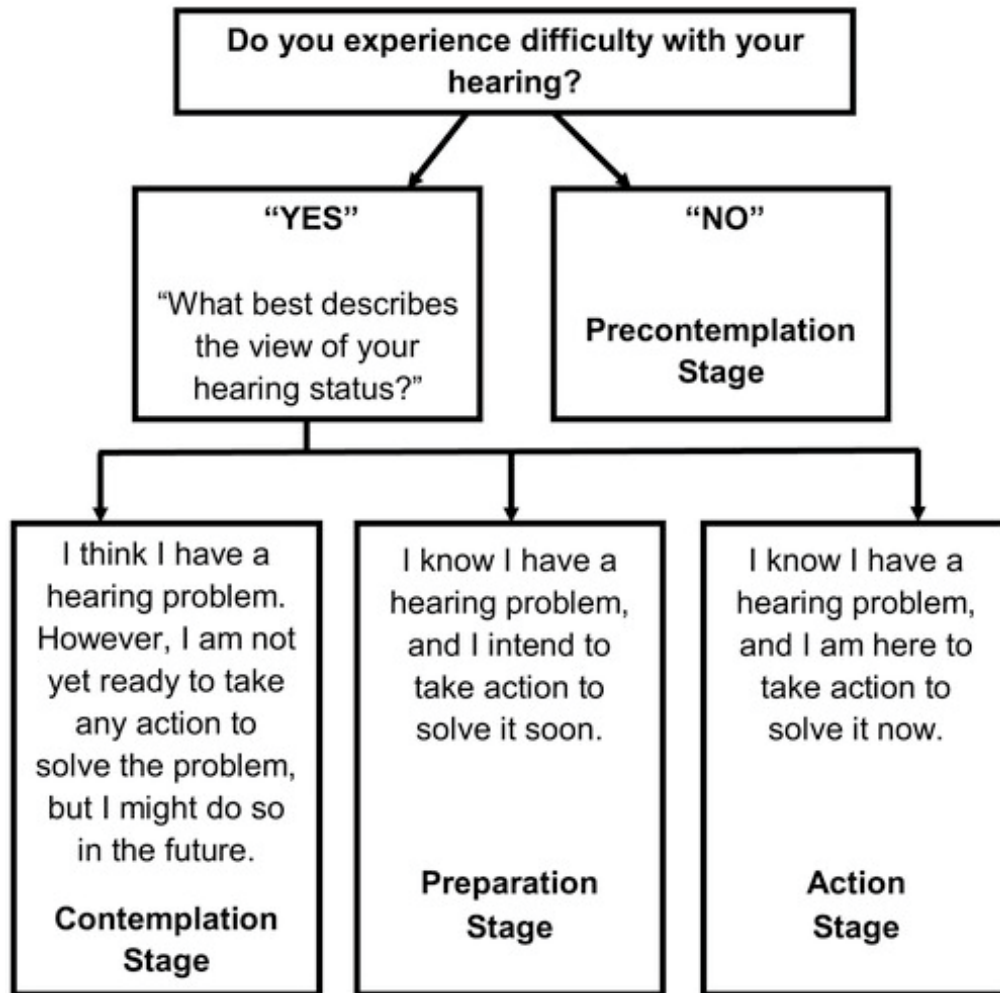 Do you experience difficulty with your
hearing?
“YES”
“What best describes
the view of your
hearing status?”
“NO”
Precontemplation
Stage
I think I have a
hearing problem.
However, I am not
yet ready to take
any action to
solve the problem,
but I might do so
in the future.
Contemplation
Stage
I know I have a
hearing problem,
and I intend to
take action to
solve it soon.
Preparation
Stage
I know I have a
hearing problem,
and I am here to
take action to
solve it now.
Action
Stage